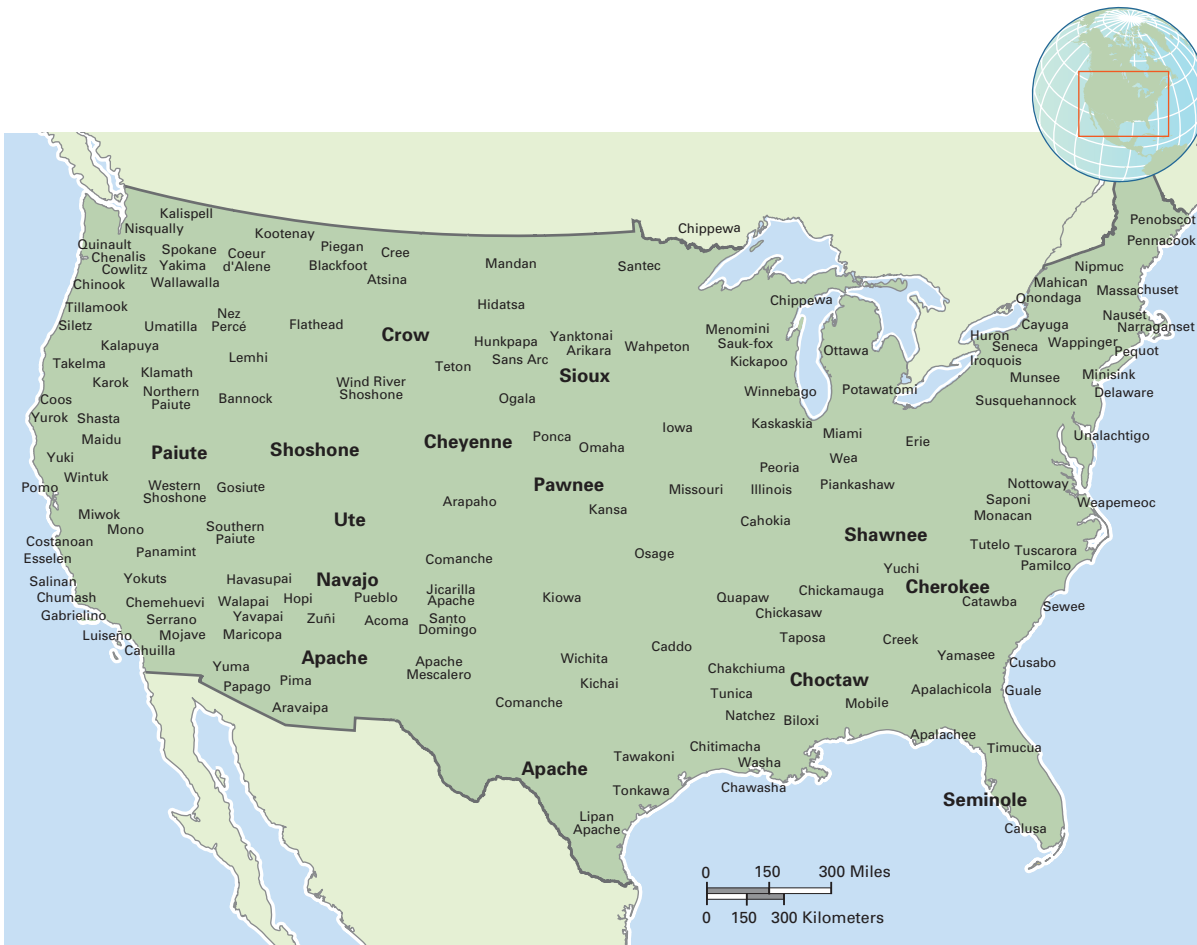 Kalispell
Nisqually
Kootenay
Chippewa
Penobscot
Quinault
Chenalis
Cowlitz
Chinook
Spokane
Yakima
Wallawalla
Coeur
d'Alene
Piegan
Blackfoot
Cree
Atsina
Mandan
Santec
Pennacook
Nipmuc
Mahican
Onondaga
Massachuset
Chippewa
Tillamook
Siletz
Umatilla
Nez
Percé
Flathead
Hidatsa
Crow
Hunkpapa
Sans Arc
Yanktonai
Arikara
Wahpeton
Menomini
Sauk-fox
Kickapoo
Ottawa
Huron
Seneca
Iroquois
Cayuga
Wappinger
Nauset
Narraganset
Pequot
Kalapuya
Takelma
Karok
Klamath
Northern
Paiute
Lemhi
Bannock
Wind River
Shoshone
Teton
Sioux
Ogala
Winnebago
Potawatomi
Munsee
Minisink
Susquehannock
Delaware
Coos
Yurok
Shasta
Maidu
Yuki
Wintuk
Pomo
Paiute
Shoshone
Cheyenne
Ponca
Omaha
Iowa
Kaskaskia
Miami
Wea
Erie
Unalachtigo
Western
Shoshone
Gosiute
Arapaho
Pawnee
Kansa
Missouri
Peoria
Illinois
Piankashaw
Nottoway
Saponi
Monacan
Weapemeoc
Miwok
Mono
Costanoan
Esselen
Panamint
Southern
Paiute
Ute
Comanche
Osage
Cahokia
Shawnee
Tutelo
Tuscarora
Pamilco
Salinan
Chumash
Gabrielino
Luiseño
Yokuts
Chemehuevi
Serrano
Mojave
Cahuilla
Havasupai
Walapai
Yavapai
Maricopa
Navajo
Hopi
Zuñi
Pueblo
Acoma
Jicarilla
Apache
Santo
Domingo
Kiowa
Quapaw
Chickasaw
Chickamauga
Yuchi
Cherokee
Catawba
Sewee
Yuma
Papago
Pima
Apache
Aravaipa
Apache
Mescalero
Wichita
Kichai
Comanche
Caddo
Taposa
Chakchiuma
Tunica
Natchez
Choctaw
Biloxi
Mobile
Creek
Yamasee
Cusabo
Apalachicola
Guale
Apache
Tawakoni
Tonkawa
Lipan
Apache
Chitimacha
Washa
Chawasha
Apalachee
Timucua
Seminole
Calusa
0 150 300 Miles
0 150 300 Kilometers